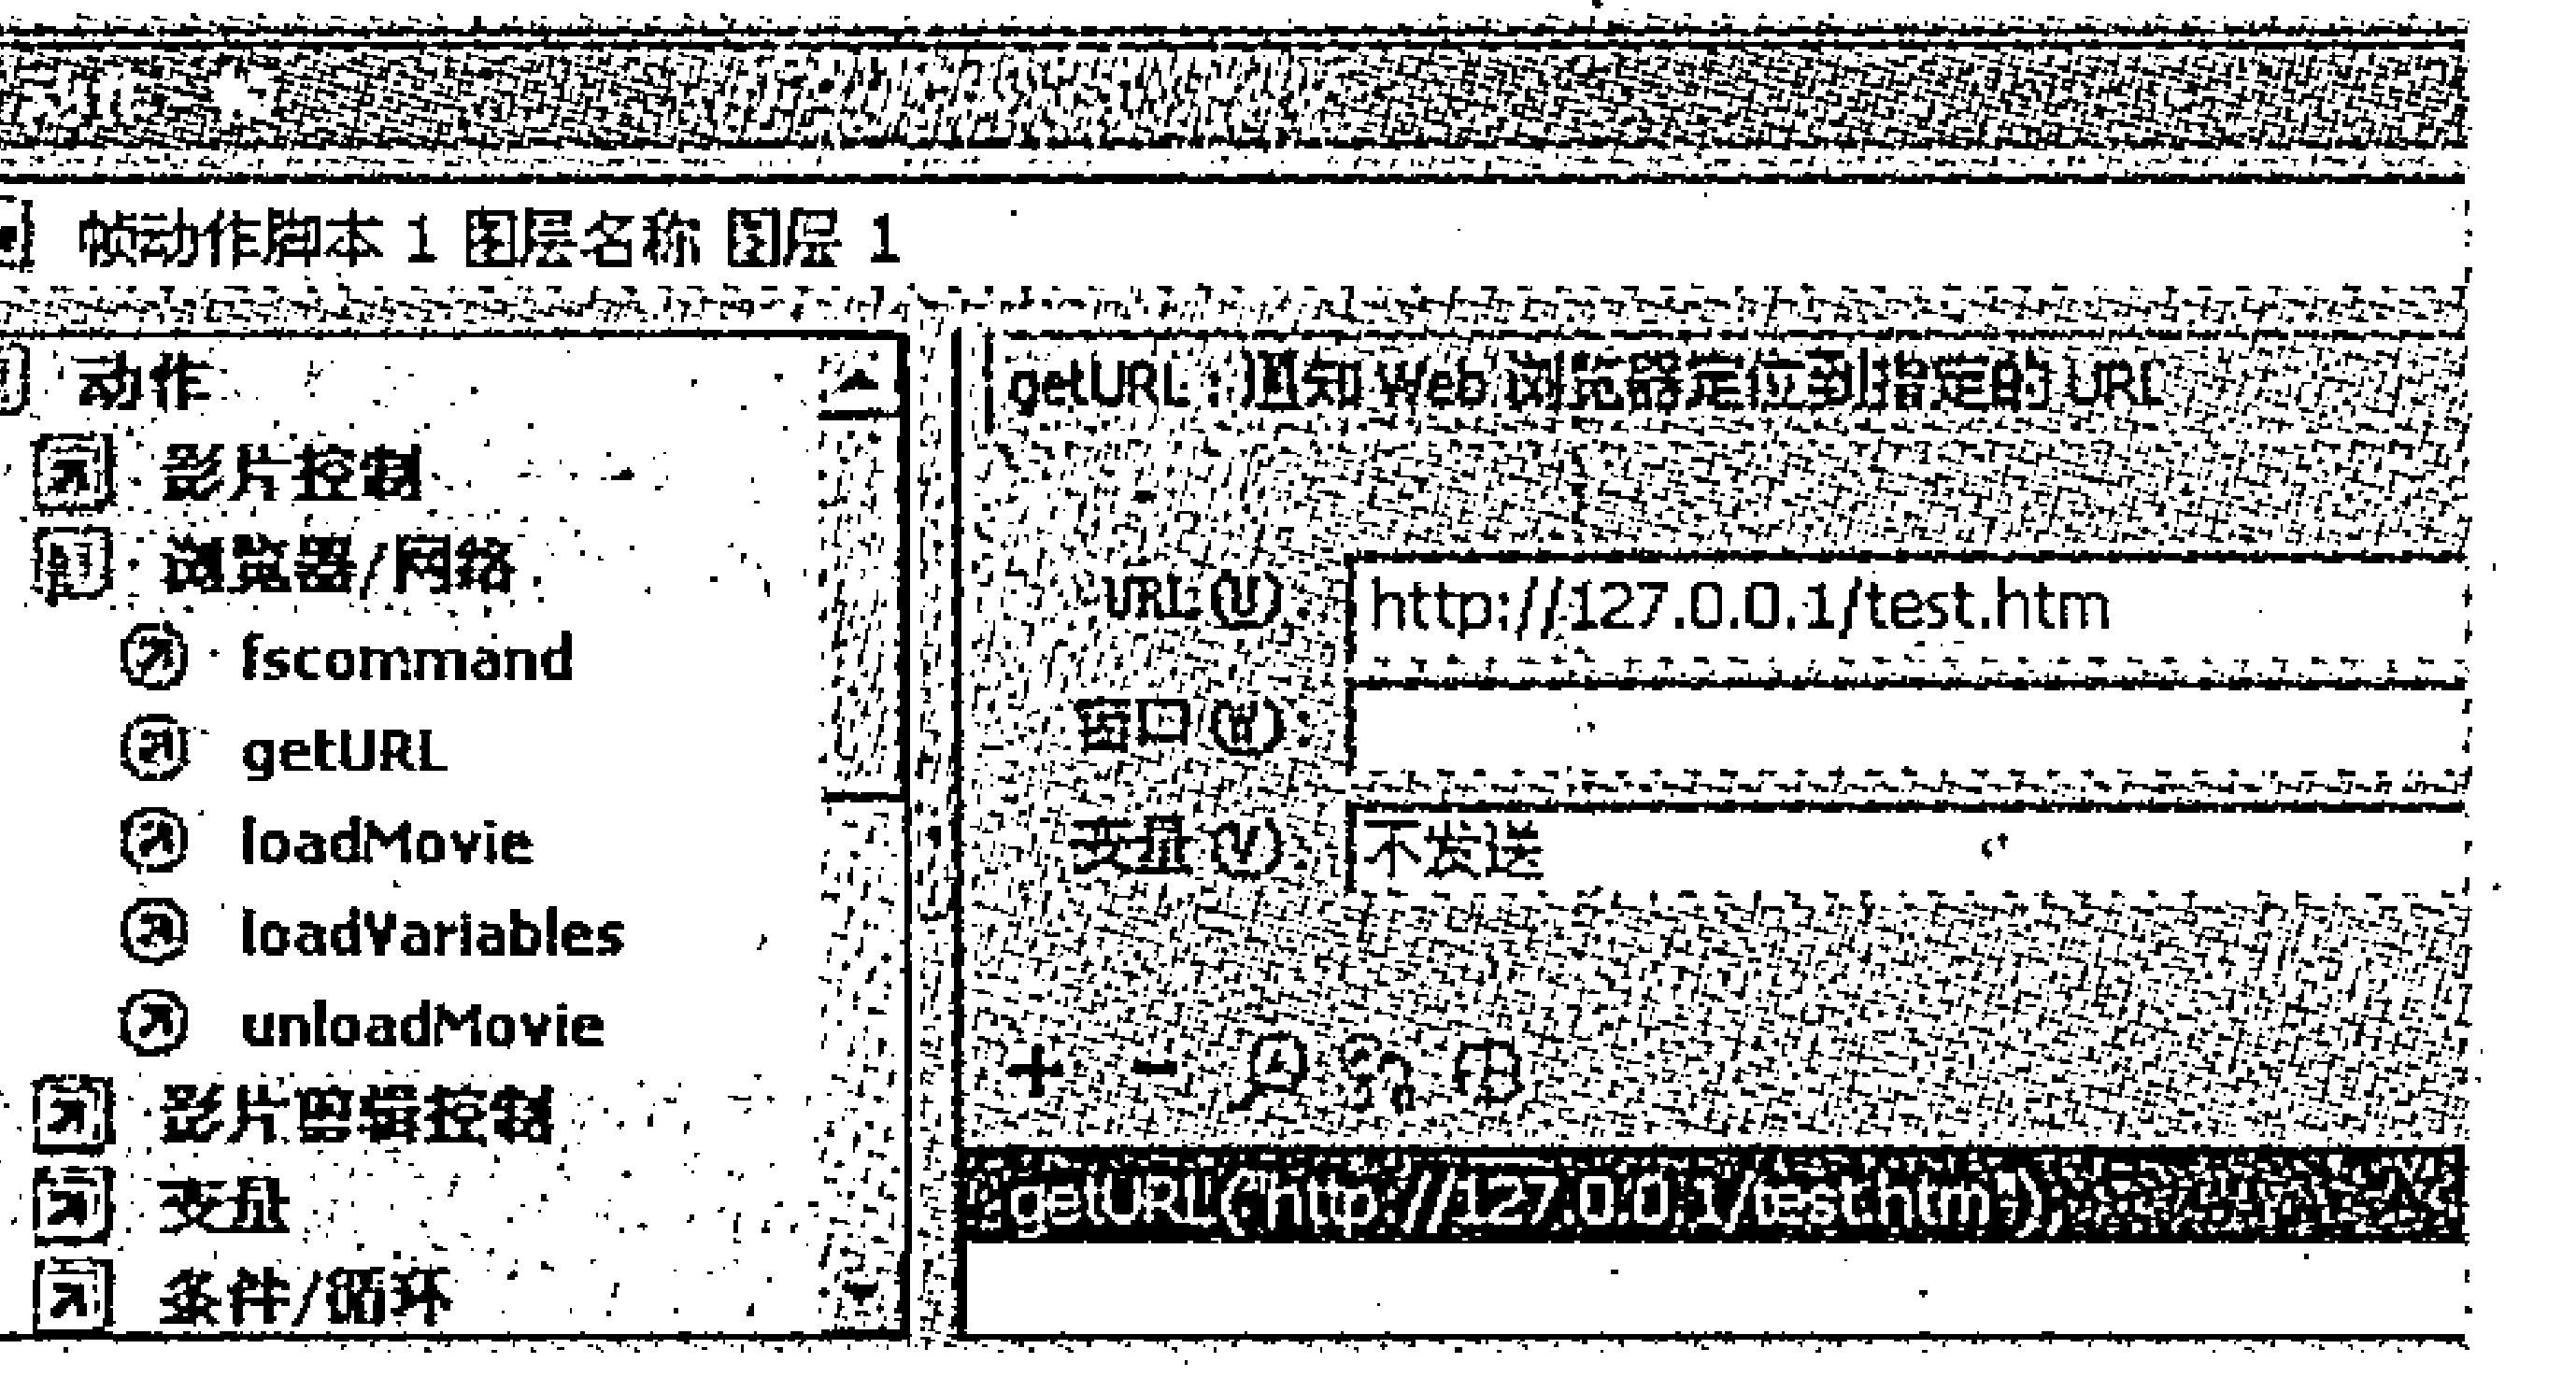 动作
帧动作脚本 1 图层名称 图层 1
动作
影片控制
浏览器/网络
fscommand
getURL
loadMovie
loadVariables
unloadMovie
影片剪辑控制
变量
条件/循环
getURL：通知 Web 浏览器定位到指定的 URL
URL(U):
http://127.0.0.1/test.htm
窗口(W):
变量(V)
不发送
getURL("http://127.0.0.1/test.htm");